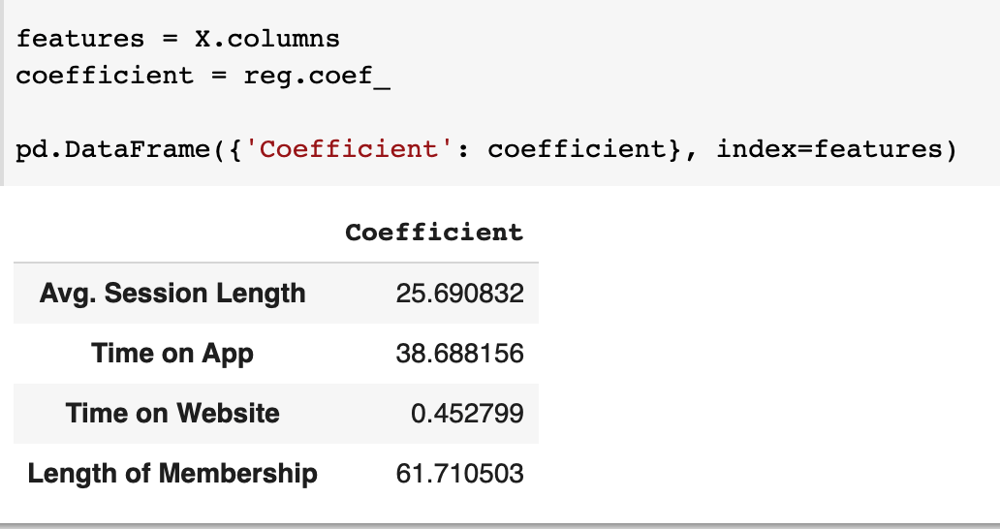 features = X.columns
coefficient = reg.coef_
pd.DataFrame({'Coefficient': coefficient}, index=features)
Coefficient
Avg. Session Length 25.690832
Time on App 38.688156
Time on Website 0.452799
Length of Membership 61.710503